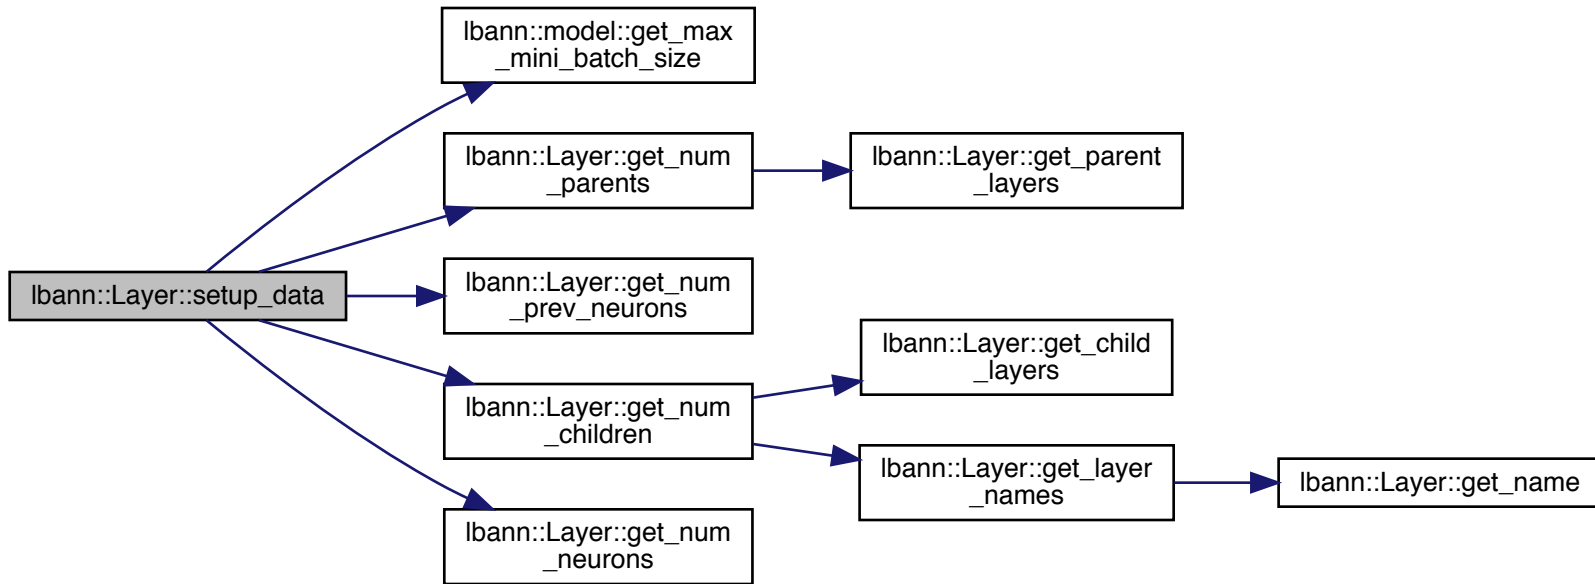 lbann::model::get_max
_mini_batch_size
lbann::Layer::get_num
_parents
lbann::Layer::get_parent
_layers
lbann::Layer::setup_data
lbann::Layer::get_num
_prev_neurons
lbann::Layer::get_child
_layers
lbann::Layer::get_num
_children
lbann::Layer::get_layer
_names
lbann::Layer::get_name
lbann::Layer::get_num
_neurons